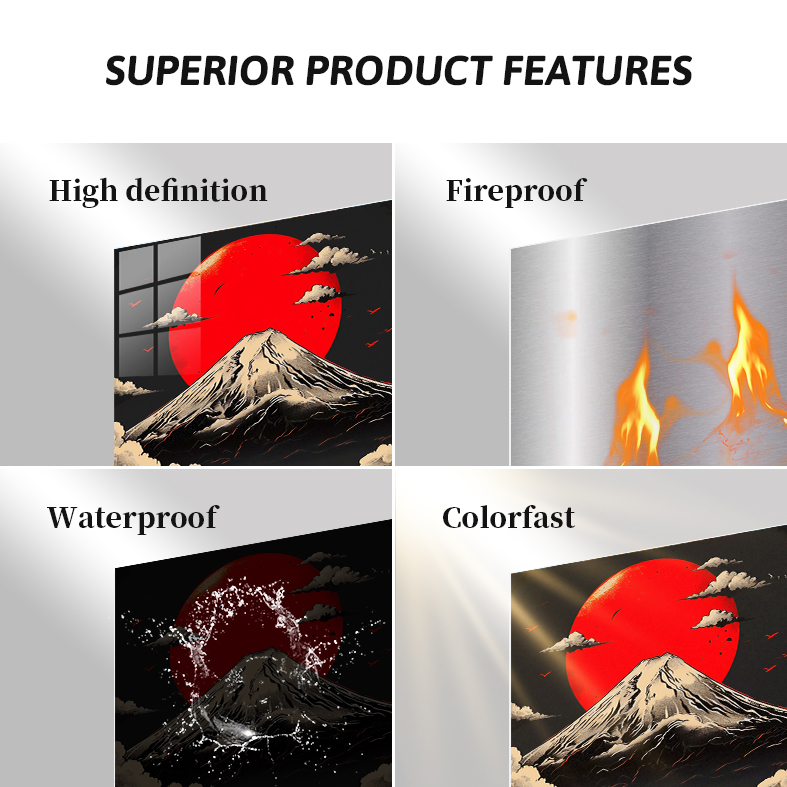 SUPERIOR PRODUCT FEATURES
High definition
Fireproof
Waterproof
Colorfast